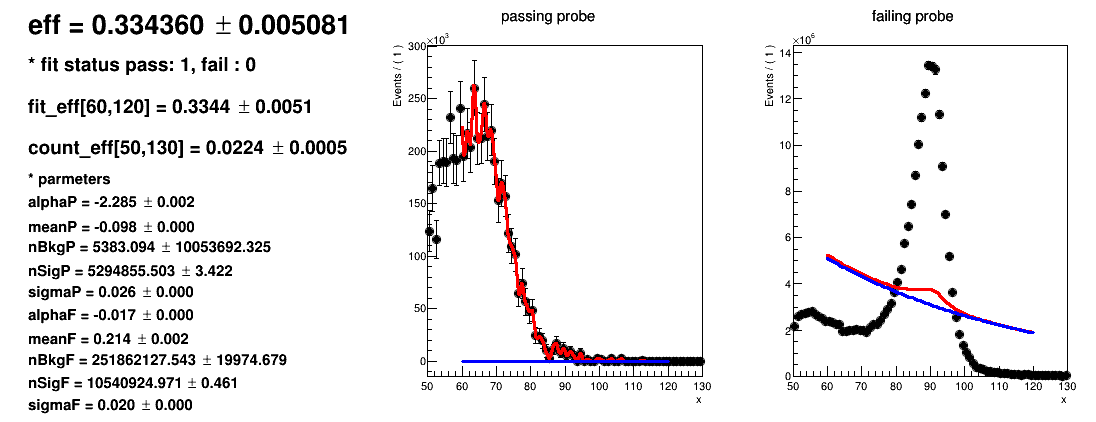 eff = 0.334360 ± 0.005081
* fit status pass: 1, fail : 0
fit_eff[60,120] = 0.3344 ± 0.0051
count_eff[50,130] = 0.0224 ± 0.0005
* parmeters
alphaP = -2.285 ± 0.002
meanP = -0.098 ± 0.000
nBkgP = 5383.094 ± 10053692.325
nSigP = 5294855.503 ± 3.422
sigmaP = 0.026 ± 0.000
alphaF = -0.017 ± 0.000
meanF = 0.214 ± 0.002
nBkgF = 251862127.543 ± 19974.679
nSigF = 10540924.971 ± 0.461
sigmaF = 0.020 ± 0.000
passing probe
×10³
Events / ( 1 )
300
250
200
150
100
50
0
50 60 70 80 90 100 110 120 130
x
failing probe
×10⁶
Events / ( 1 )
14
12
10
8
6
4
2
0
50 60 70 80 90 100 110 120 130
x